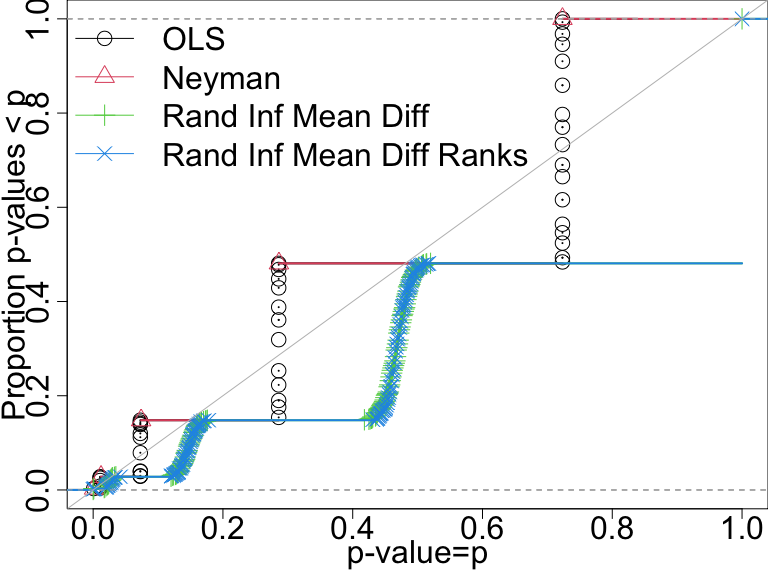 OLS
Neyman
Rand Inf Mean Diff
Rand Inf Mean Diff Ranks
Proportion p-values < p
1.0
0.8
0.6
0.4
0.2
0.0
0.0 0.2 0.4 0.6 0.8 1.0
p-value=p